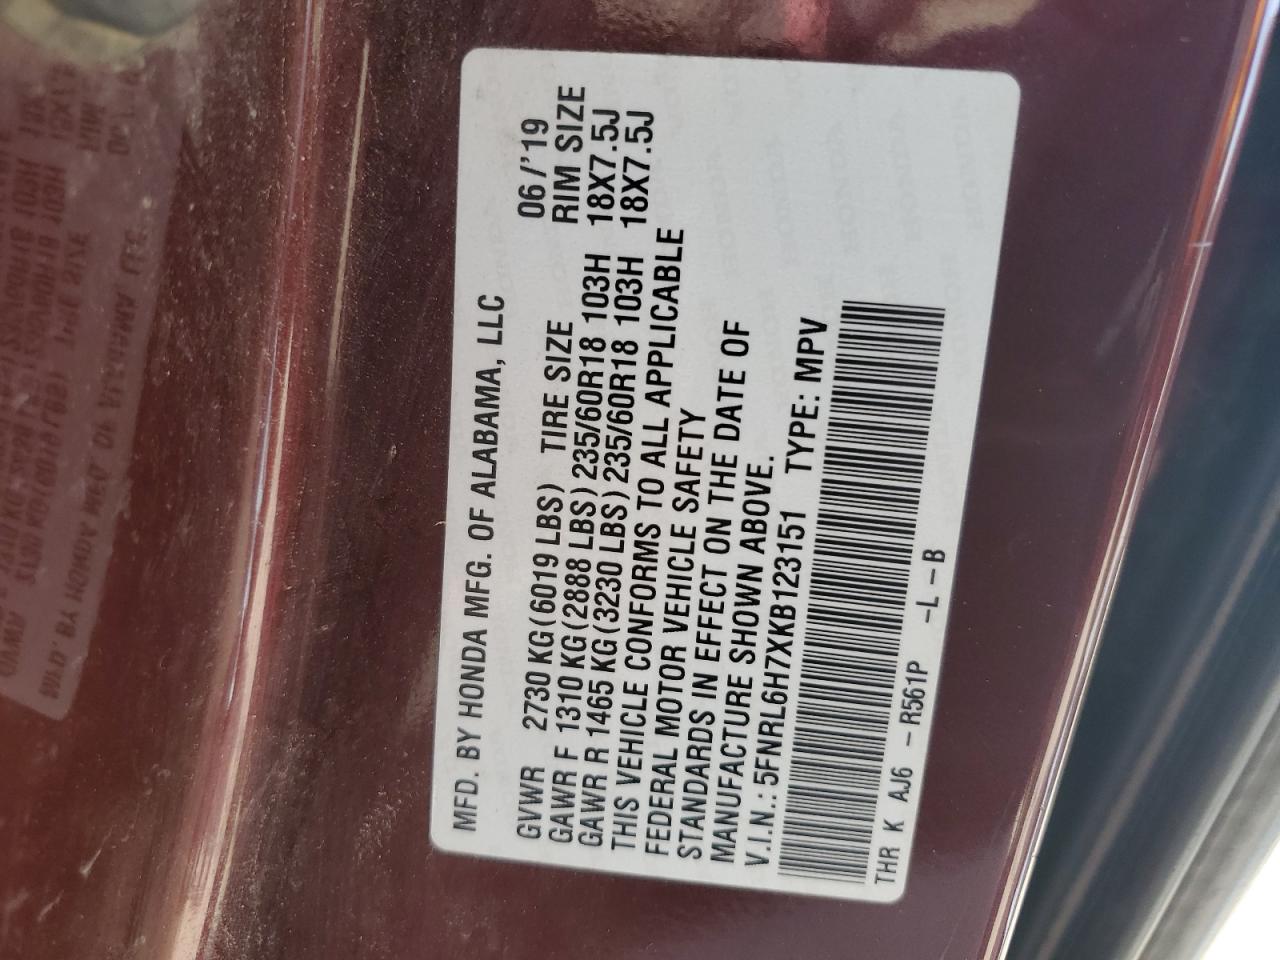 MFD. BY HONDA MFG. OF ALABAMA, LLC
06/'19
GVWR 2730 KG(6019 LBS) TIRE SIZE RIM SIZE
GAWR F 1310 KG(2888 LBS) 235/60R18 103H 18X7.5J
GAWR R 1465 KG(3230 LBS) 235/60R18 103H 18X7.5J
THIS VEHICLE CONFORMS TO ALL APPLICABLE
FEDERAL MOTOR VEHICLE SAFETY
STANDARDS IN EFFECT ON THE DATE OF
MANUFACTURE SHOWN ABOVE.
V.I.N.: 5FNRL6H7XKB123151 TYPE: MPV
THR K AJ6 -R561P -L-B